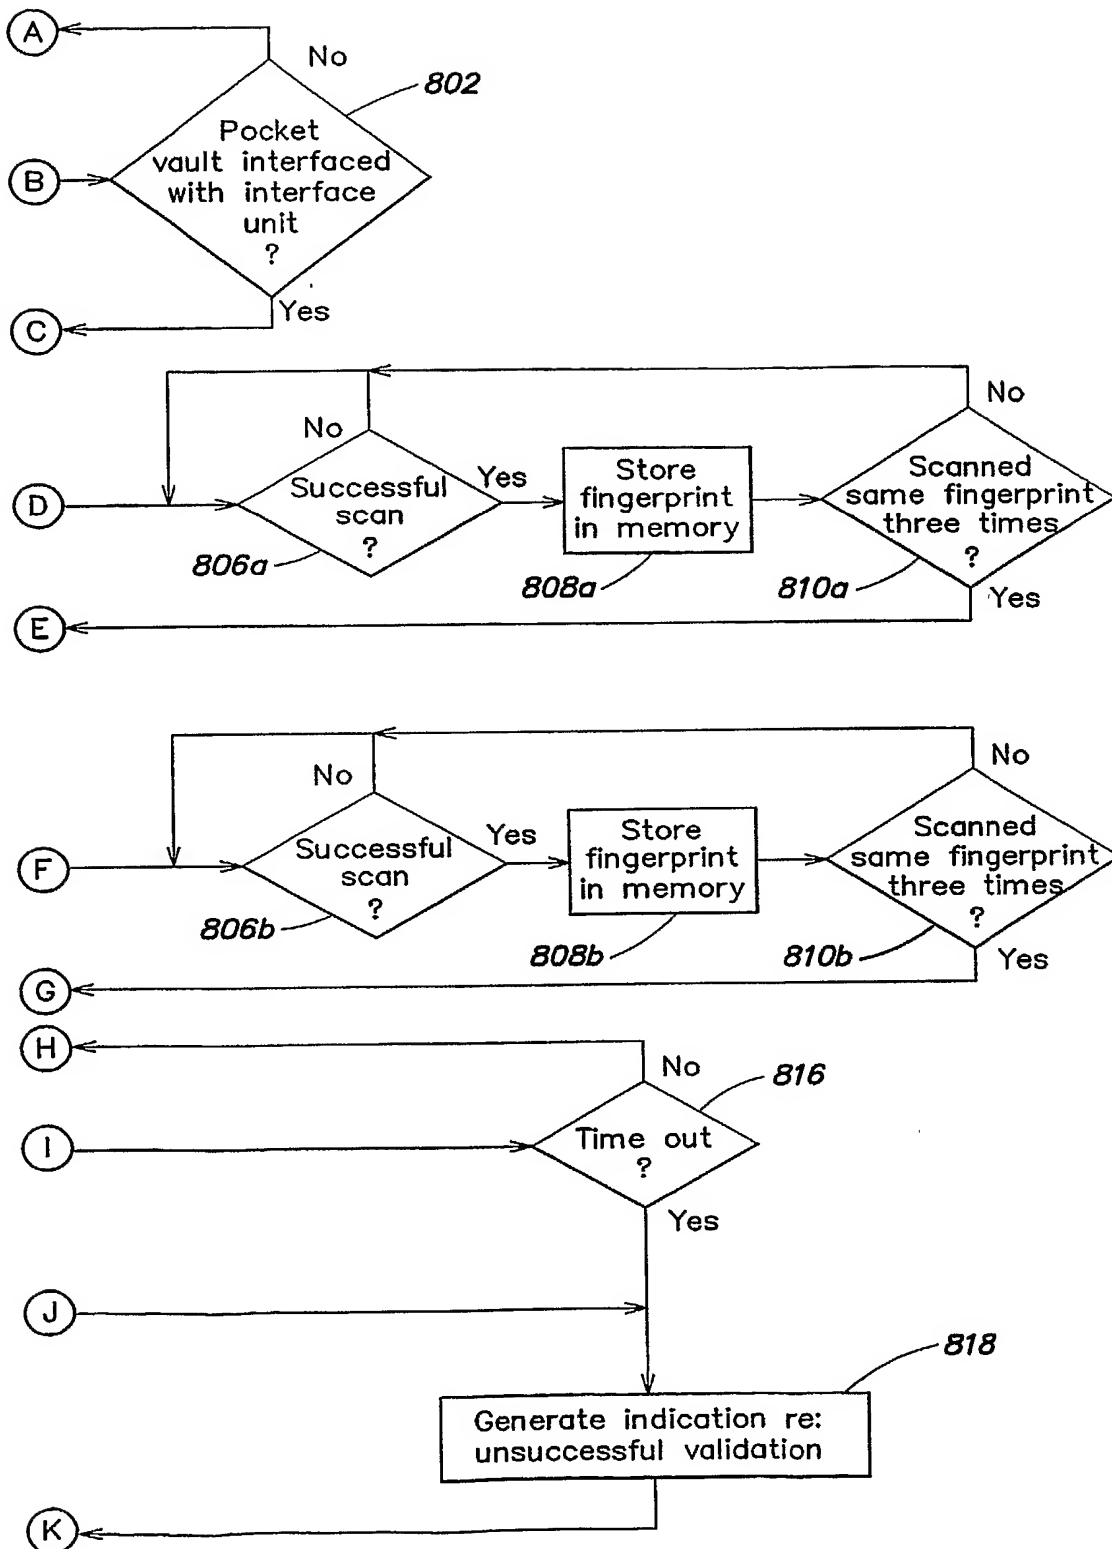 A
No
802
Pocket
vault interfaced
with interface
unit
?
B
Yes
C
No
No
D
Successful
scan
?
Yes
Store
fingerprint
in memory
Scanned
same fingerprint
three times
?
806a
808a
810a
Yes
E
No
No
F
Successful
scan
?
Yes
Store
fingerprint
in memory
Scanned
same fingerprint
three times
?
806b
808b
810b
Yes
G
H
No
816
I
Time out
?
Yes
J
818
Generate indication re:
unsuccessful validation
K